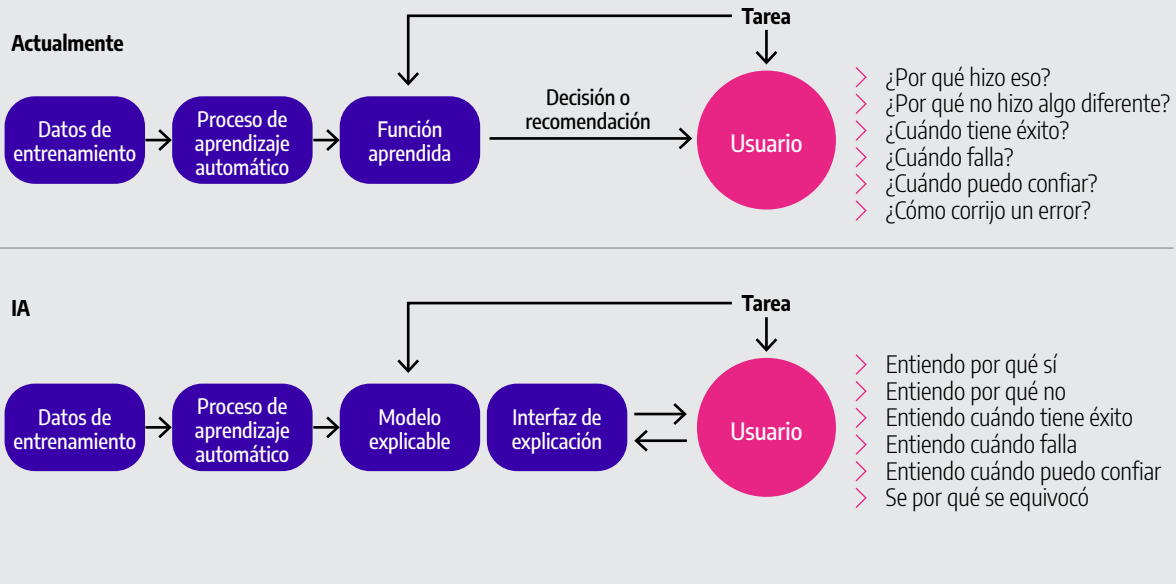 Actualmente
Tarea
Datos de
entrenamiento
Proceso de
aprendizaje
automático
Función
aprendida
Decisión o
recomendación
Usuario
¿Por qué hizo eso?
¿Por qué no hizo algo diferente?
¿Cuándo tiene éxito?
¿Cuándo falla?
¿Cuándo puedo confiar?
¿Cómo corrijo un error?
IA
Tarea
Datos de
entrenamiento
Proceso de
aprendizaje
automático
Modelo
explicable
Interfaz de
explicación
Usuario
Entiendo por qué sí
Entiendo por qué no
Entiendo cuándo tiene éxito
Entiendo cuándo falla
Entiendo cuándo puedo confiar
Se por qué se equivocó